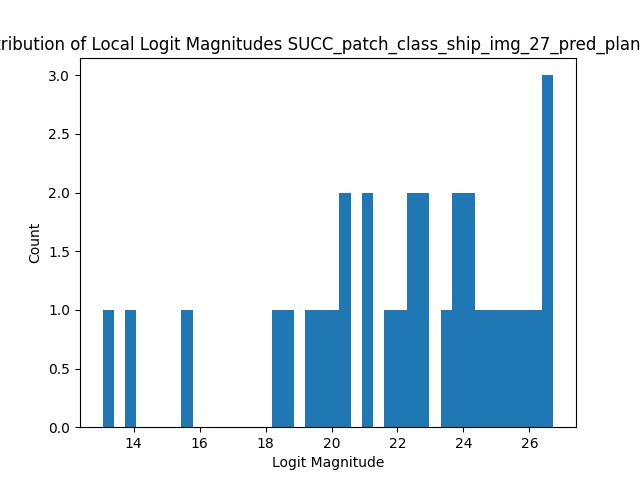 tribution of Local Logit Magnitudes SUCC_patch_class_ship_img_27_pred_plan
3.0
2.5
2.0
1.5
1.0
0.5
0.0
Count
14 16 18 20 22 24 26
Logit Magnitude